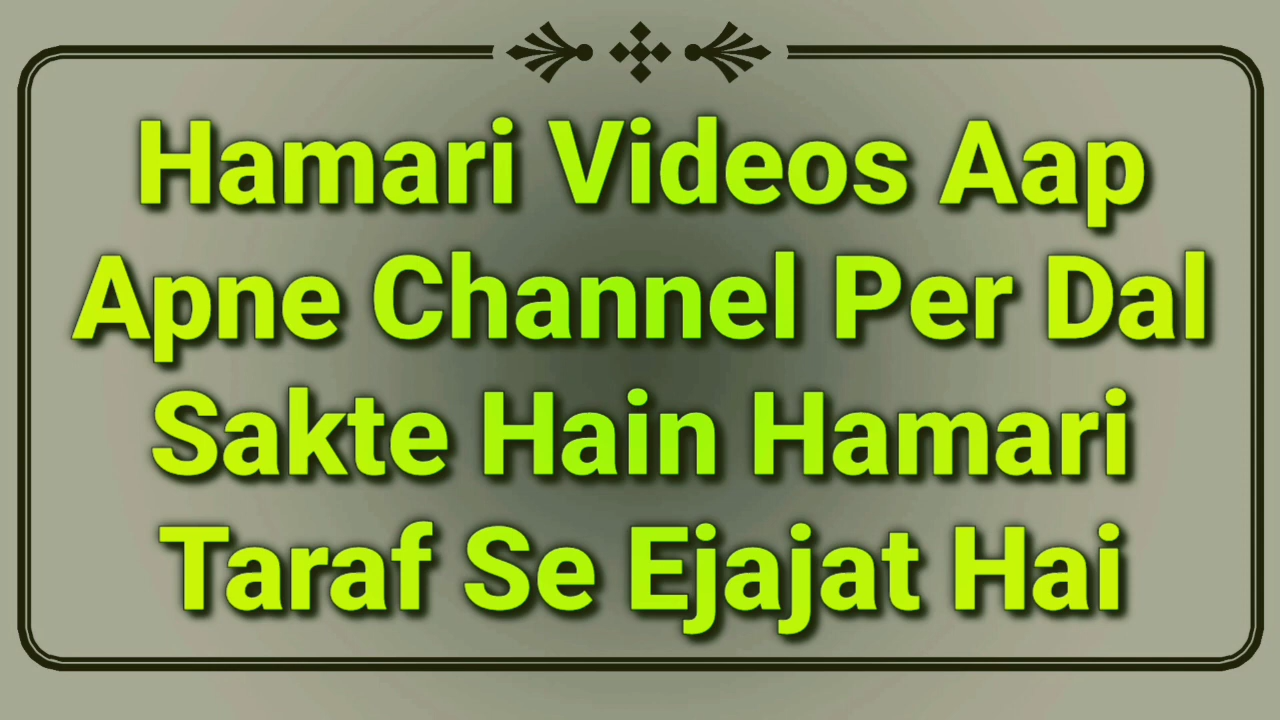 Hamari Videos Aap
Apne Channel Per Dal
Sakte Hain Hamari
Taraf Se Ejajat Hai